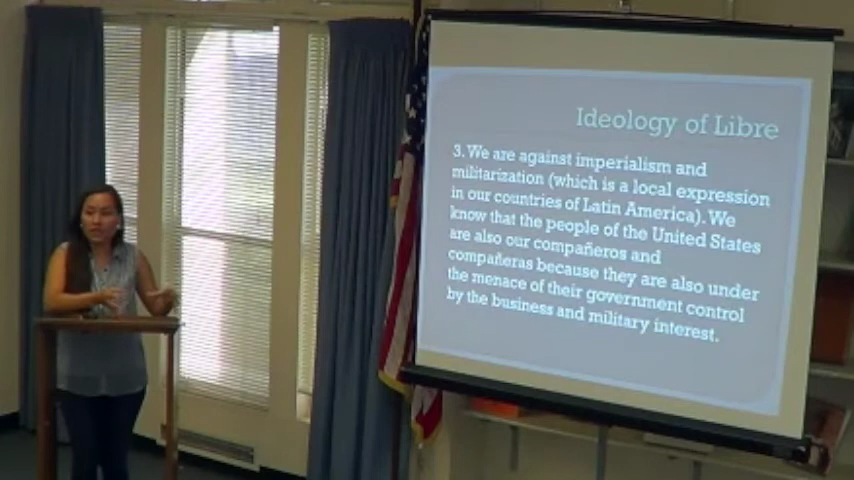 Ideology of Libre
3. We are against imperialism and
militarization (which is a local expression
in our countries of Latin America). We
know that the people of the United States
are also our compañeros and
compañeras because they are also under
the menace of their government control
by the business and military interest.